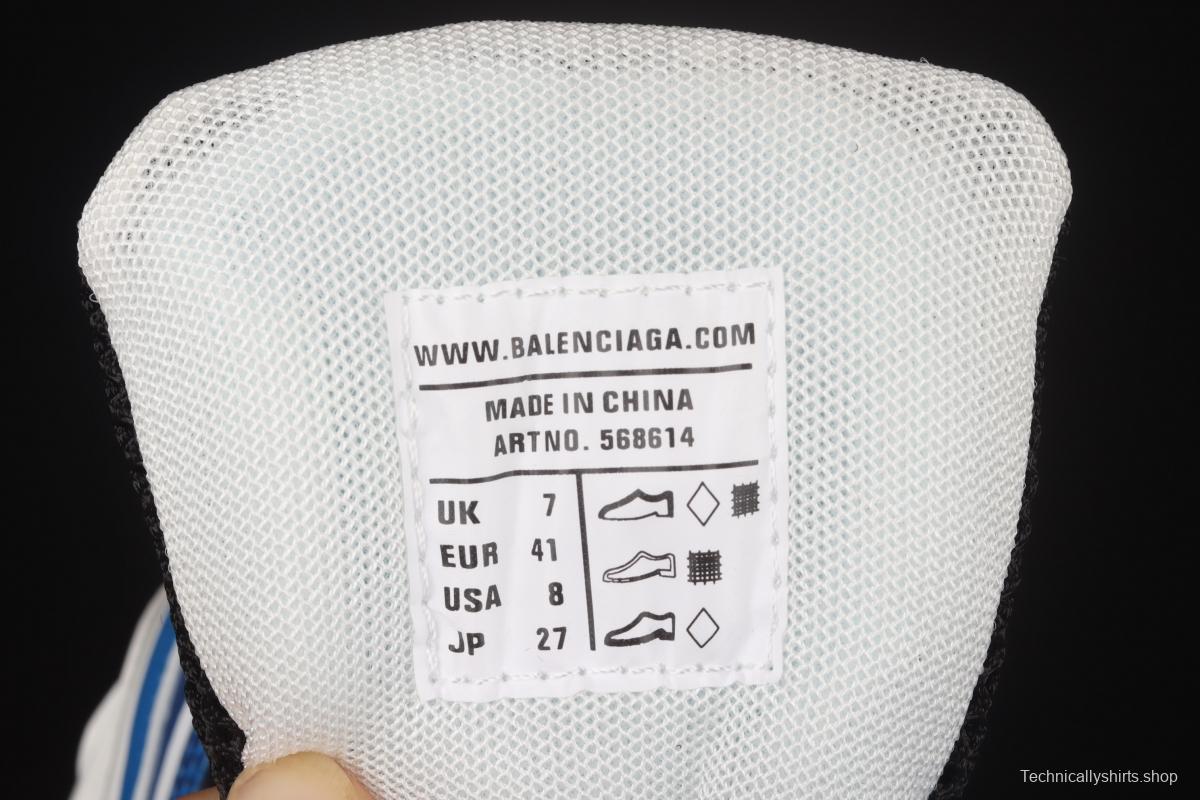 WWW.BALENCIAGA.COM
MADE IN CHINA
ARTNO. 568614
UK 7
EUR 41
USA 8
JP 27
Technicallyshirts.shop